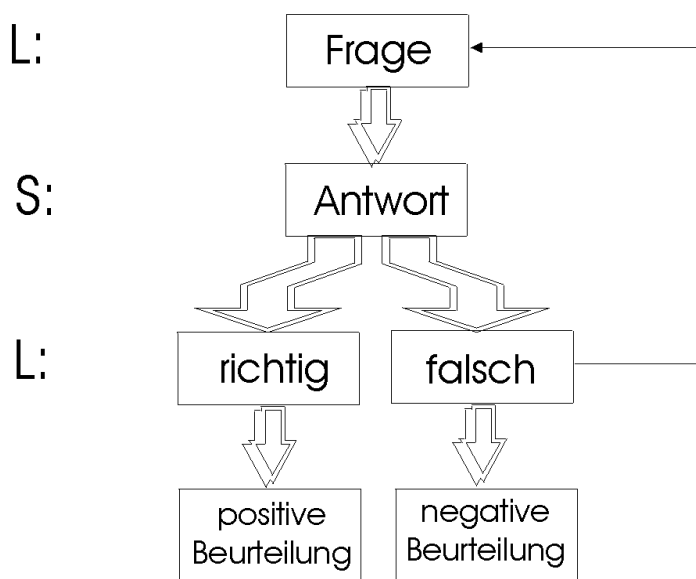 L:
Frage
S:
Antwort
L:
richtig
falsch
positive
Beurteilung
negative
Beurteilung